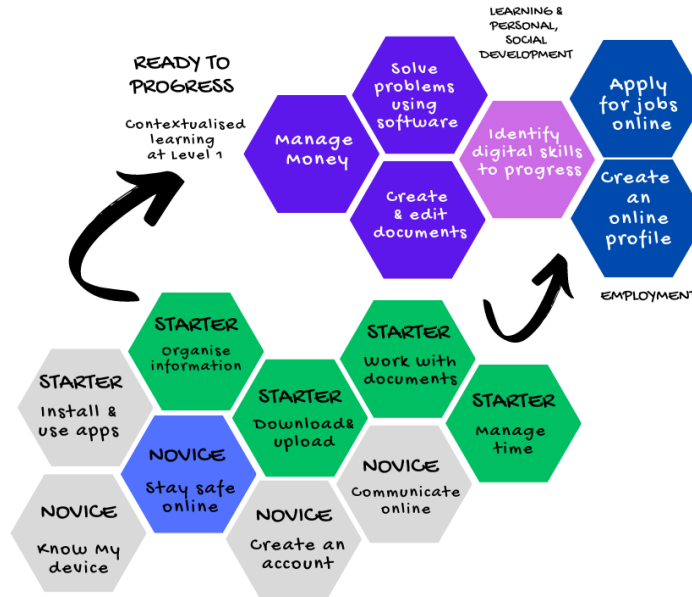 LEARNING &
PERSONAL,
SOCIAL
DEVELOPMENT
READY TO
PROGRESS
Contextualised
learning
at Level 1
Solve
problems
using
software
Apply
for jobs
online
Manage
Money
Identify
digital skills
to progress
Create
& edit
documents
Create
an
online
profile
EMPLOYMENT
STARTER
Organise
information
STARTER
Work with
documents
STARTER
Install &
use apps
STARTER
Download&
upload
STARTER
Manage
time
NOVICE
Stay safe
online
NOVICE
Communicate
online
NOVICE
Know My
device
NOVICE
Create an
account